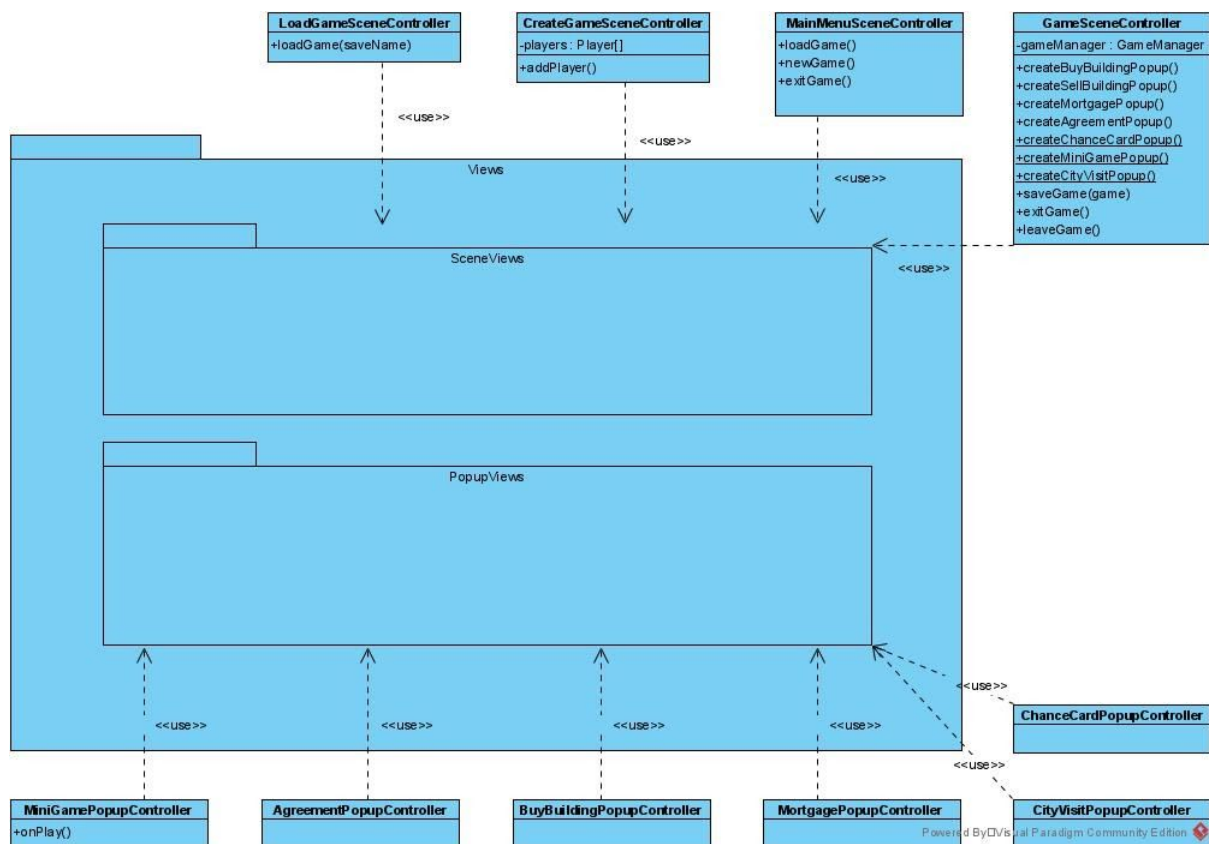 LoadGameSceneController
+loadGame(saveName)
CreateGameSceneController
-players : Player[]
+addPlayer()
MainMenuSceneController
+loadGame()
+newGame()
+exitGame()
GameSceneController
-gameManager : GameManager
+createBuyBuildingPopup()
+createSellBuildingPopup()
+createMortgagePopup()
+createAgreementPopup()
+createChanceCardPopup()
+createMiniGamePopup()
+createCityVisitPopup()
+saveGame(game)
+exitGame()
+leaveGame()
<<use>>
<<use>>
<<use>>
<<use>>
Views
SceneViews
PopupViews
<<use>>
<<use>>
<<use>>
<<use>>
<<use>>
<<use>>
ChanceCardPopupController
MiniGamePopupController
+onPlay()
AgreementPopupController
BuyBuildingPopupController
MortgagePopupController
CityVisitPopupController
Powered By Visual Paradigm Community Edition